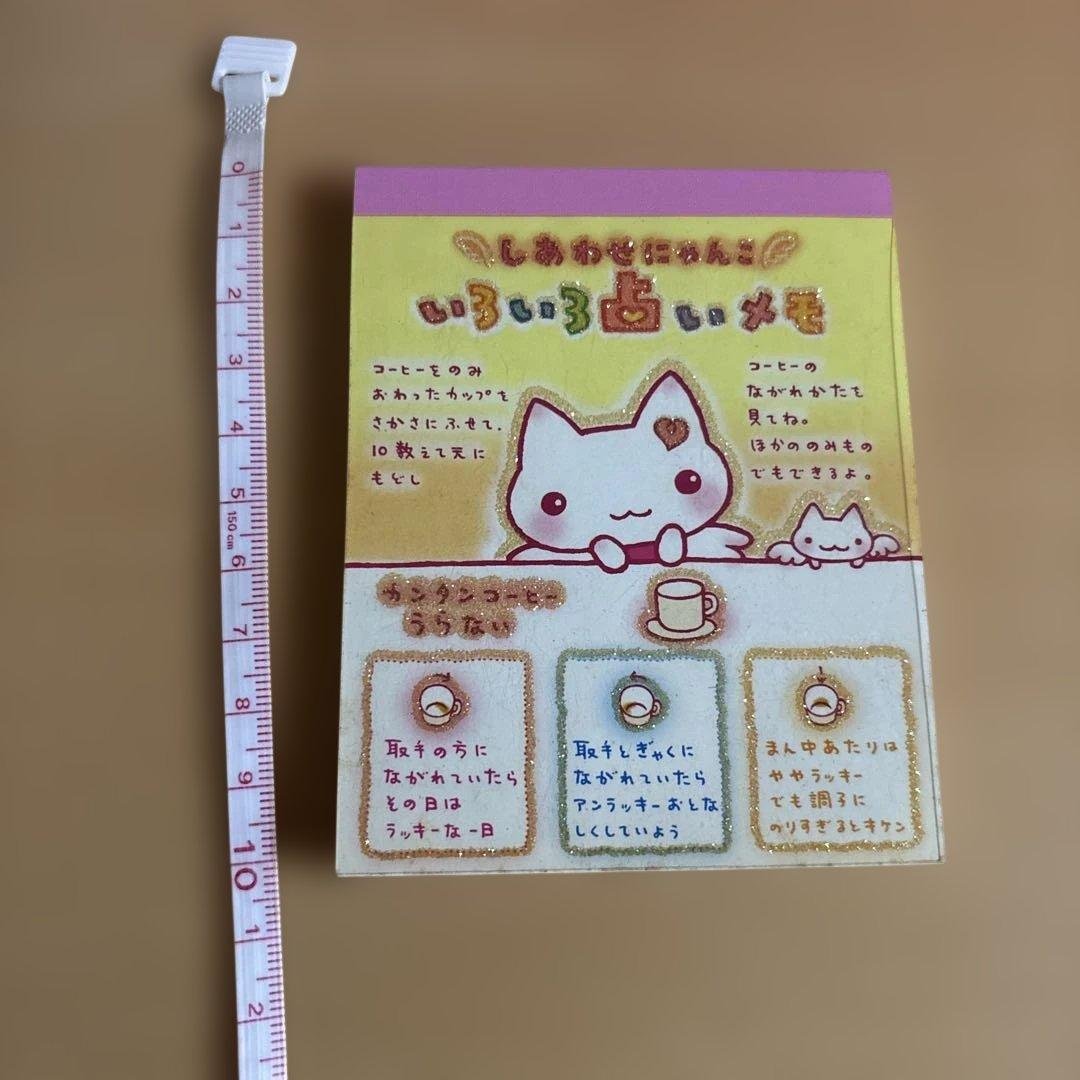 しあわせにゃんこ
いろいろ占いメモ
コーヒーをのみ
おわったカップを
さかさにふせて、
10数えて元に
もどし
コーヒーの
ながれかたを
見てね。
ほかののみもの
でもできるよ。
カンタンコーヒー
うらない
取手の方に
ながれていたら
その日は
ラッキーな一日
取手とぎゃくに
ながれていたら
アンラッキーおとな
しくしていよう
まん中あたりは
ややラッキー
でも調子に
のりすぎるとキケン
0
1
2
3
4
5
150cm
6
7
8
9
10
1
2